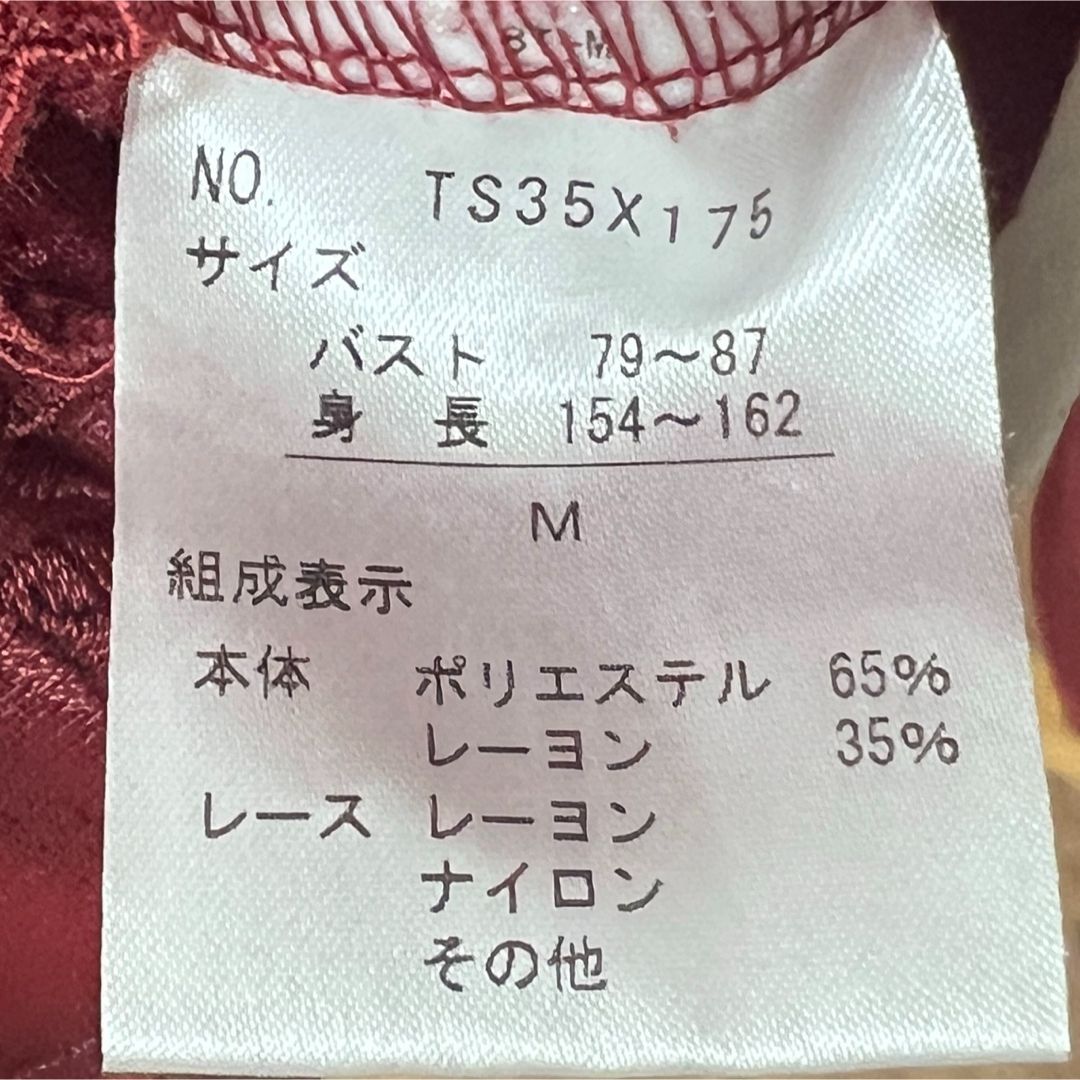 NO. TS35X175
サイズ
バスト 79～87
身長 154～162
M
組成表示
本体 ポリエステル 65%
レーヨン 35%
レース レーヨン
ナイロン
その他